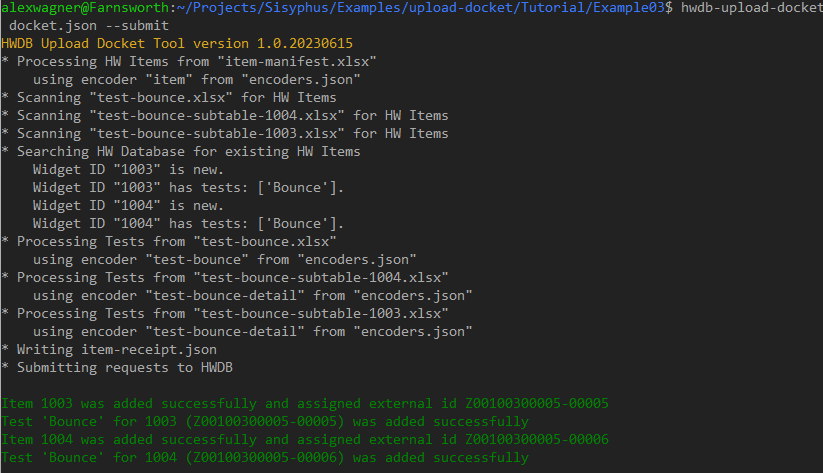 alexwagner@Farnsworth:~/Projects/Sisyphus/Examples/upload-docket/Tutorial/Example03$ hwdb-upload-docket
docket.json --submit
HWDB Upload Docket Tool version 1.0.20230615
* Processing HW Items from "item-manifest.xlsx"
using encoder "item" from "encoders.json"
* Scanning "test-bounce.xlsx" for HW Items
* Scanning "test-bounce-subtable-1004.xlsx" for HW Items
* Scanning "test-bounce-subtable-1003.xlsx" for HW Items
* Searching HW Database for existing HW Items
Widget ID "1003" is new.
Widget ID "1003" has tests: ['Bounce'].
Widget ID "1004" is new.
Widget ID "1004" has tests: ['Bounce'].
* Processing Tests from "test-bounce.xlsx"
using encoder "test-bounce" from "encoders.json"
* Processing Tests from "test-bounce-subtable-1004.xlsx"
using encoder "test-bounce-detail" from "encoders.json"
* Processing Tests from "test-bounce-subtable-1003.xlsx"
using encoder "test-bounce-detail" from "encoders.json"
* Writing item-receipt.json
* Submitting requests to HWDB
Item 1003 was added successfully and assigned external id Z00100300005-00005
Test 'Bounce' for 1003 (Z00100300005-00005) was added successfully
Item 1004 was added successfully and assigned external id Z00100300005-00006
Test 'Bounce' for 1004 (Z00100300005-00006) was added successfully